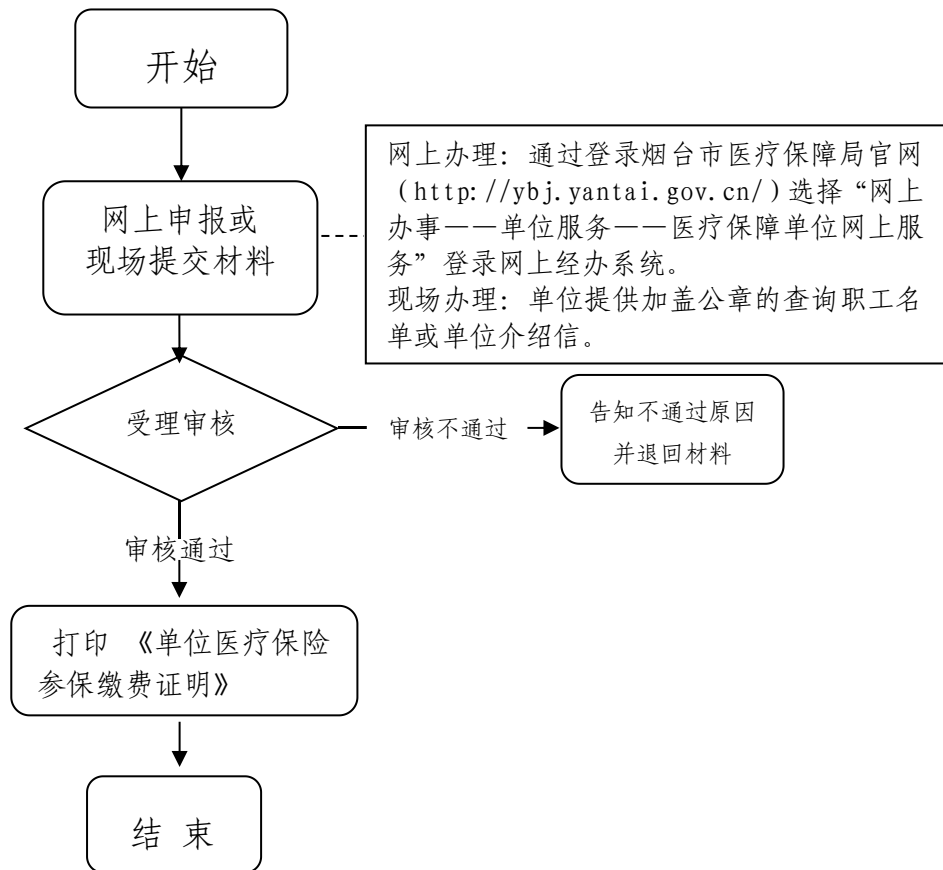 开始
网上申报或
现场提交材料
网上办理：通过登录烟台市医疗保障局官网
（http://ybj.yantai.gov.cn/)选择“网上
办事——单位服务——医疗保障单位网上服
务”登录网上经办系统。
现场办理：单位提供加盖公章的查询职工名
单或单位介绍信。
受理审核
审核不通过
告知不通过原因
并退回材料
审核通过
打印 《单位医疗保险
参保缴费证明》
结 束